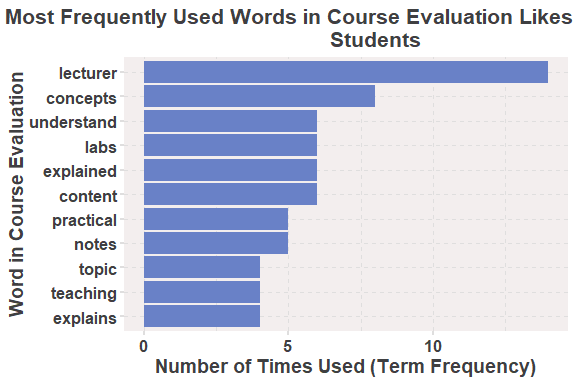 Most Frequently Used Words in Course Evaluation Likes
Students
Word in Course Evaluation
lecturer
concepts
understand
labs
explained
content
practical
notes
topic
teaching
explains
0 5 10
Number of Times Used (Term Frequency)